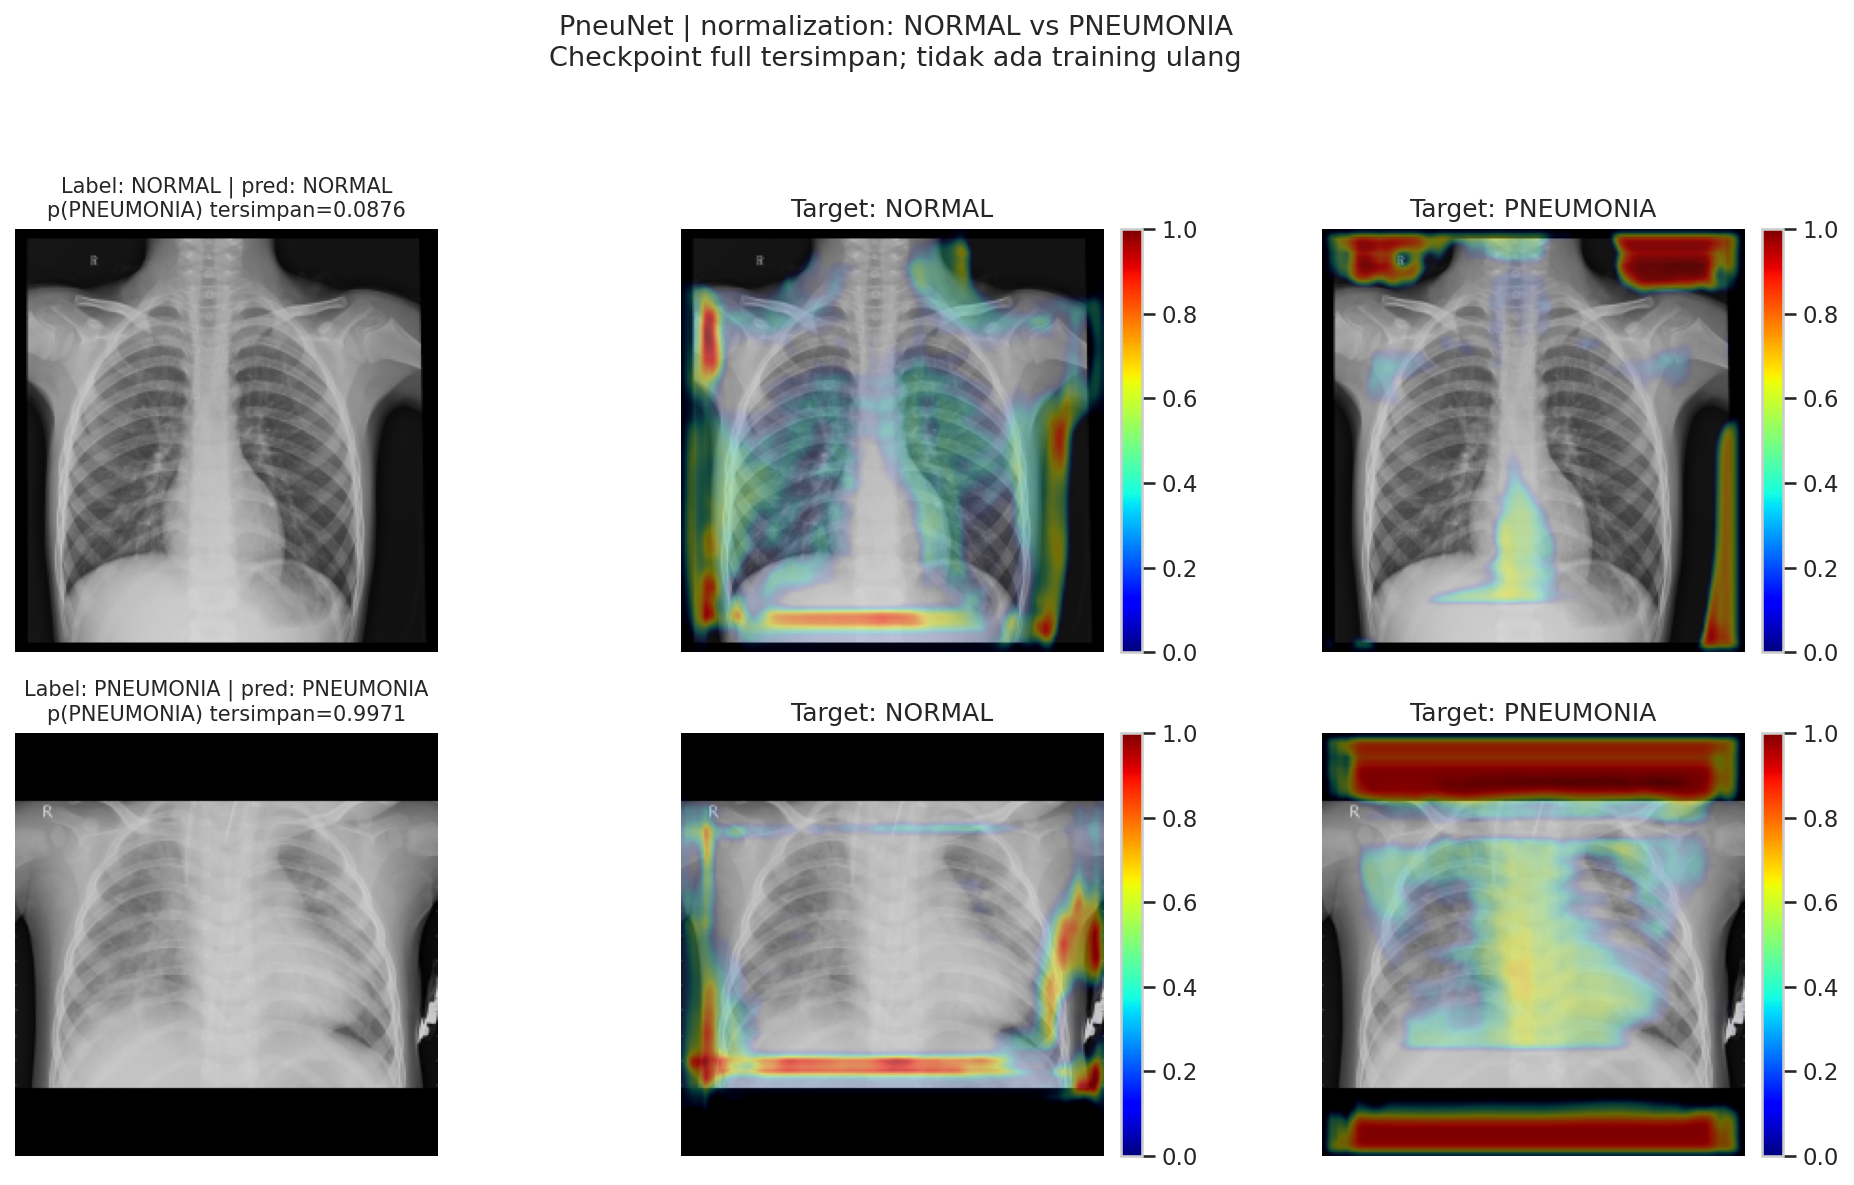 PneuNet | normalization: NORMAL vs PNEUMONIA
Checkpoint full tersimpan; tidak ada training ulang
Label: NORMAL | pred: NORMAL
p(PNEUMONIA) tersimpan=0.0876
R
Target: NORMAL
R
1.0
0.8
0.6
0.4
0.2
0.0
Target: PNEUMONIA
R
1.0
0.8
0.6
0.4
0.2
0.0
Label: PNEUMONIA | pred: PNEUMONIA
p(PNEUMONIA) tersimpan=0.9971
R
Target: NORMAL
R
1.0
0.8
0.6
0.4
0.2
0.0
Target: PNEUMONIA
R
1.0
0.8
0.6
0.4
0.2
0.0